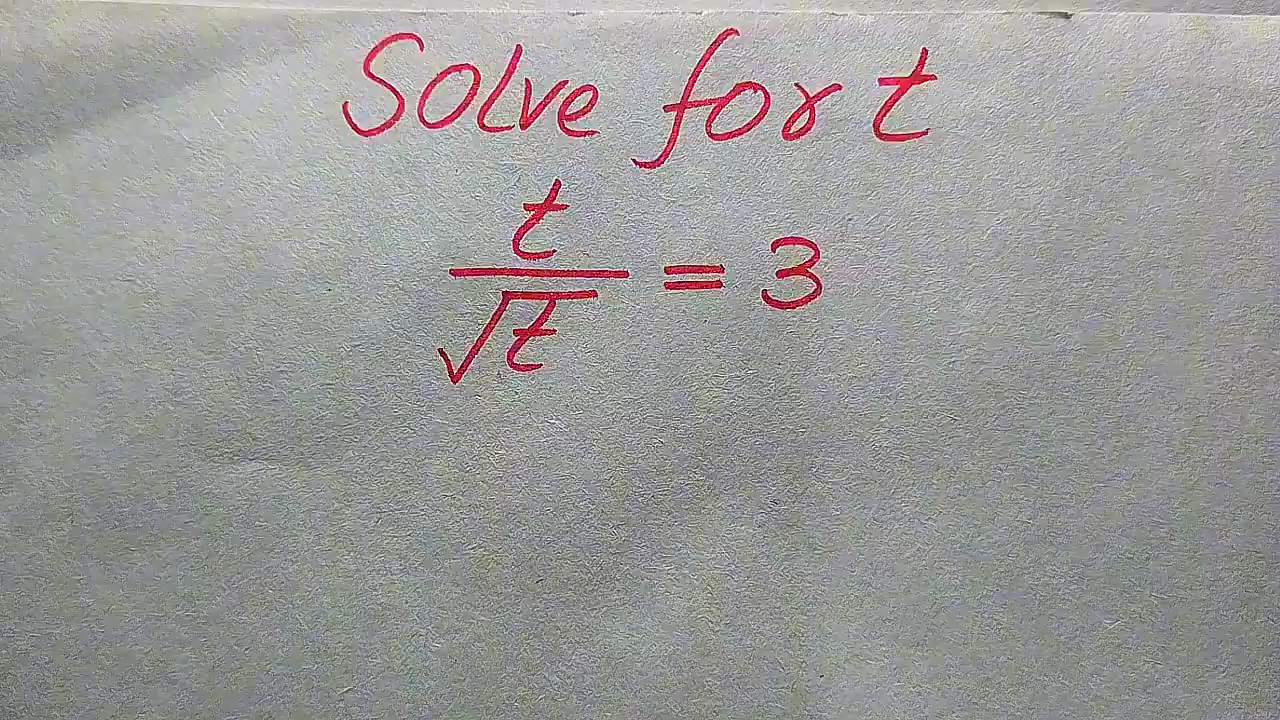 Solve for t
t/√t = 3